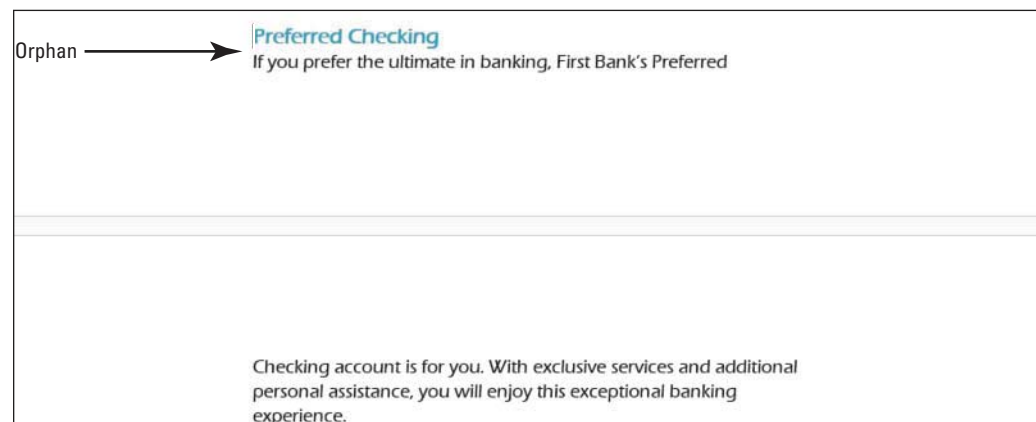 Preferred Checking
Orphan
If you prefer the ultimate in banking, First Bank's Preferred
Checking account is for you. With exclusive services and additional
personal assistance, you will enjoy this exceptional banking
experience.